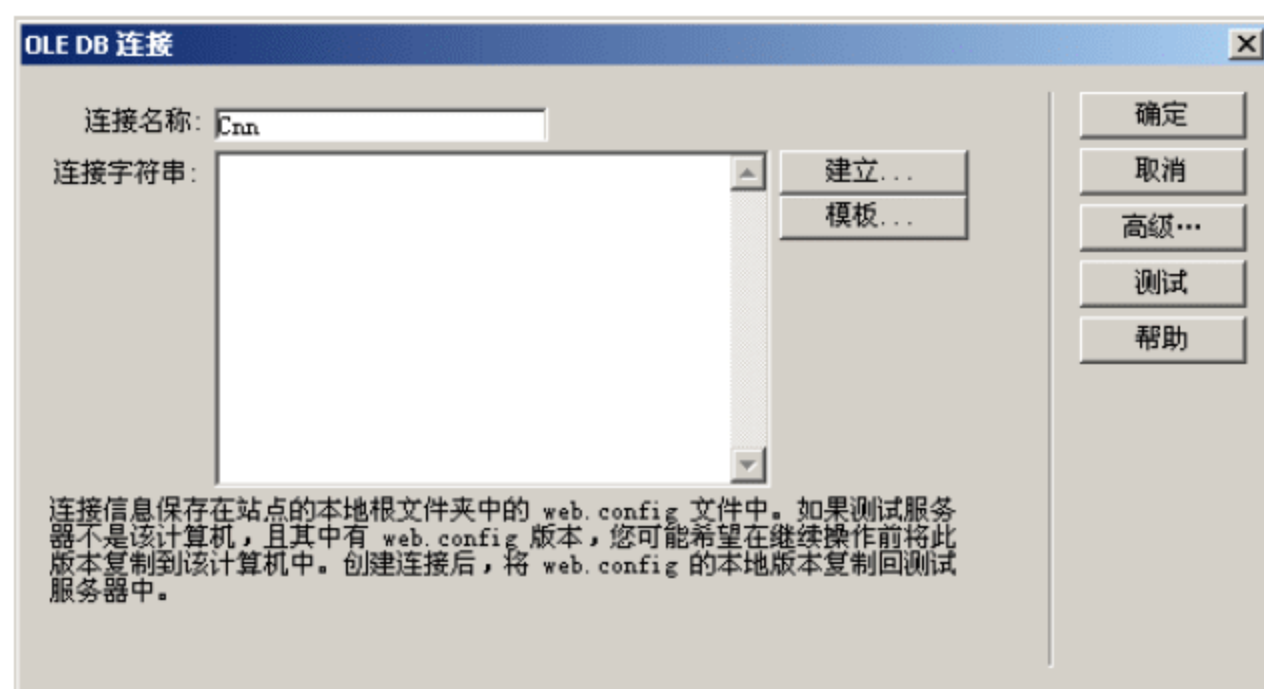 OLE DB 连接
连接名称: Cnn
连接字符串:
建立...
模板...
确定
取消
高级…
测试
帮助
连接信息保存在站点的本地根文件夹中的 web.config 文件中。如果测试服务
器不是该计算机，且其中有 web.config 版本，您可能希望在继续操作前将此
版本复制到该计算机中。创建连接后，将 web.config 的本地版本复制回测试
服务器中。